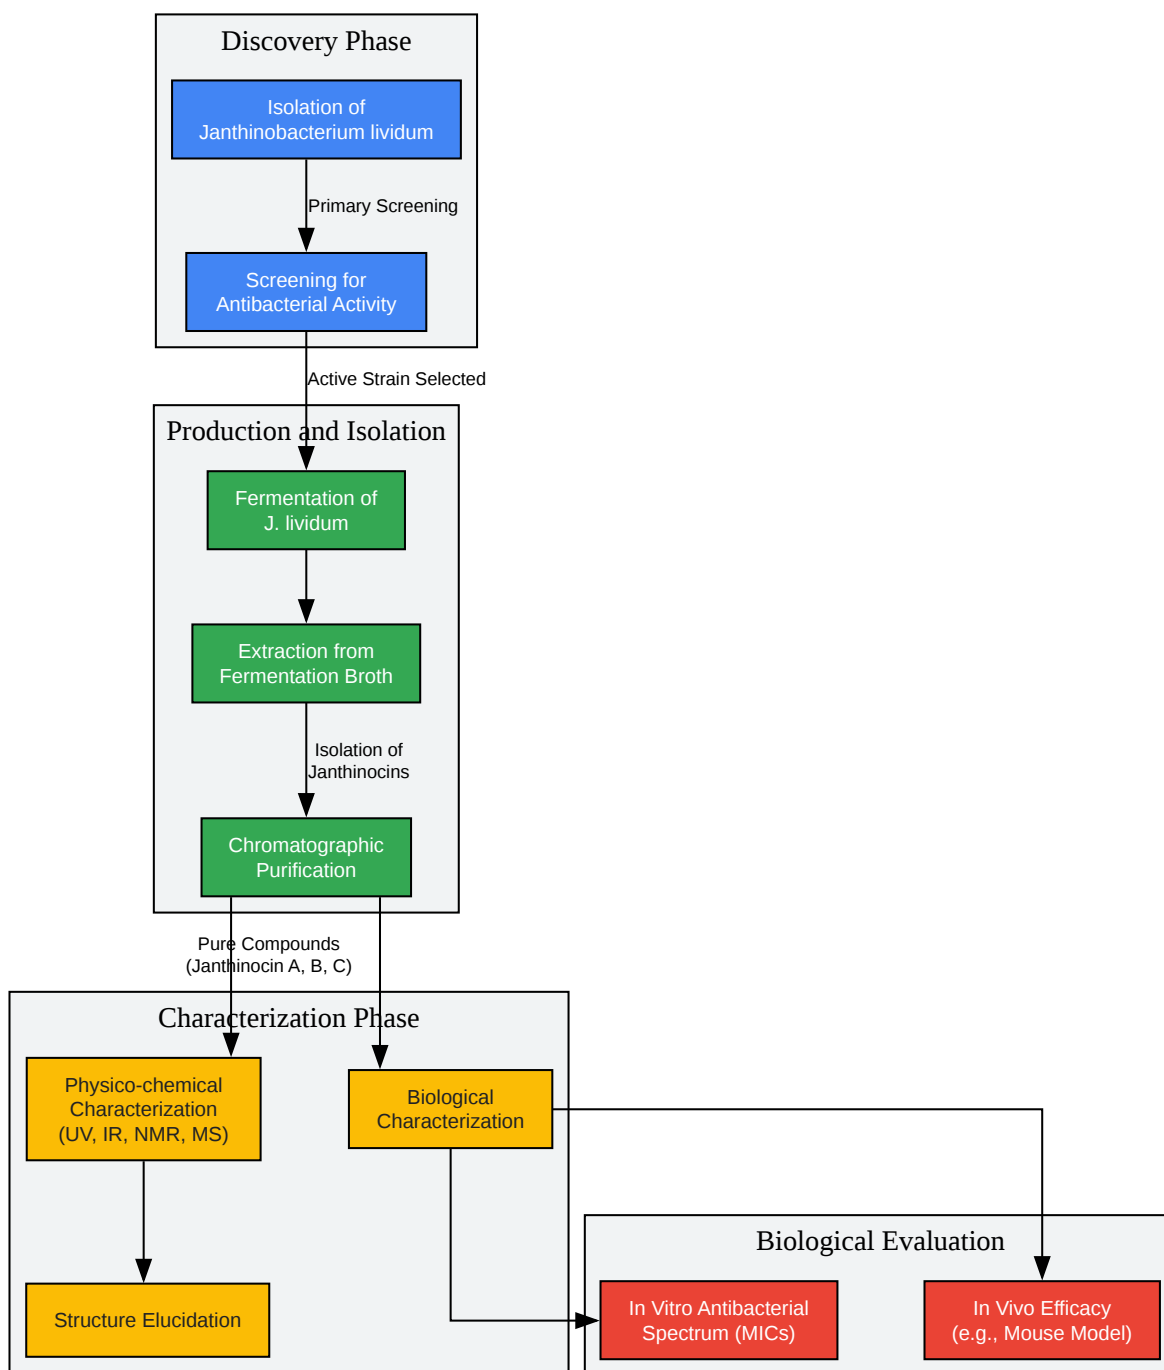 Discovery Phase
Isolation of
Janthinobacterium lividum
Primary Screening
Screening for
Antibacterial Activity
Active Strain Selected
Production and Isolation
Fermentation of
J. lividum
Extraction from
Fermentation Broth
Isolation of
Janthinocins
Chromatographic
Purification
Pure Compounds
(Janthinocin A, B, C)
Characterization Phase
Physico-chemical
Characterization
(UV, IR, NMR, MS)
Biological
Characterization
Structure Elucidation
Biological Evaluation
In Vitro Antibacterial
Spectrum (MICs)
In Vivo Efficacy
(e.g., Mouse Model)